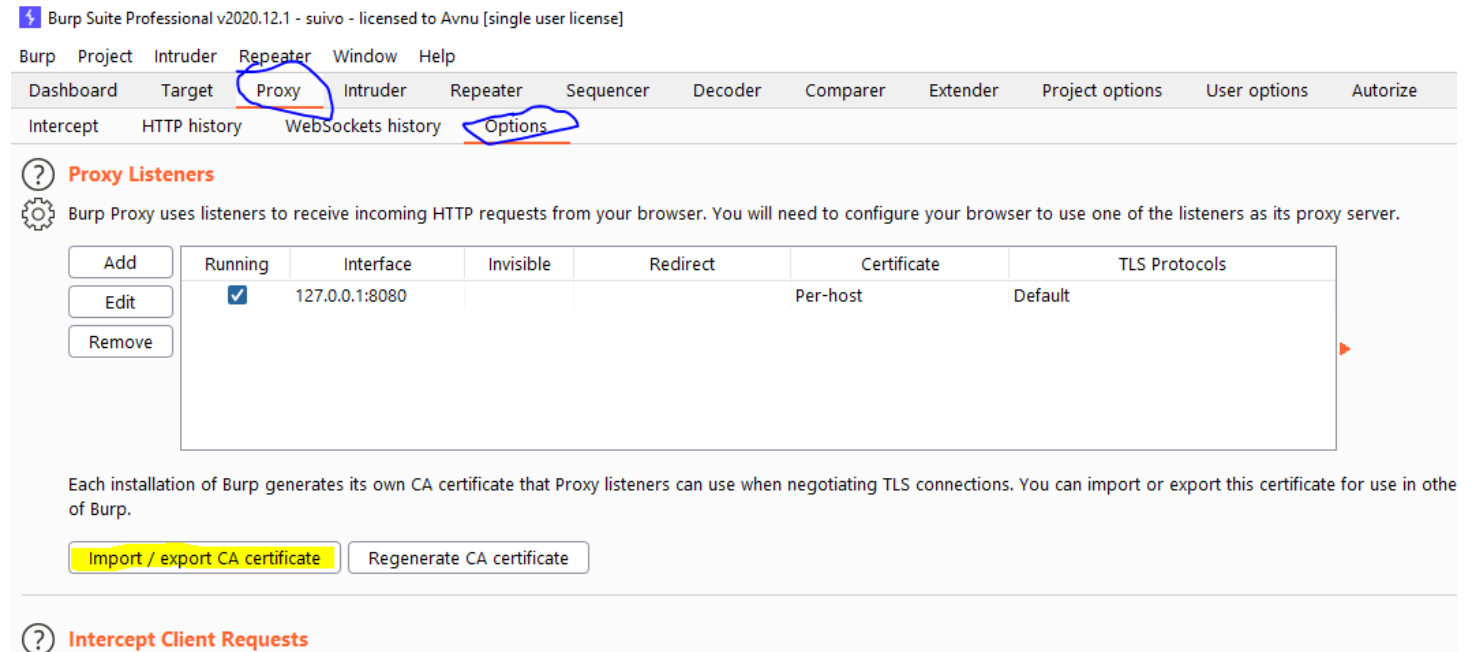 Burp Suite Professional v2020.12.1 - suivo - licensed to Avnu [single user license]
Burp Project Intruder Repeater Window Help
Dashboard Target Proxy Intruder Repeater Sequencer Decoder Comparer Extender Project options User options Autorize
Intercept HTTP history WebSockets history Options
? Proxy Listeners
Burp Proxy uses listeners to receive incoming HTTP requests from your browser. You will need to configure your browser to use one of the listeners as its proxy server.
Add Running Interface Invisible Redirect Certificate TLS Protocols
Edit 127.0.0.1:8080 Per-host Default
Remove
Each installation of Burp generates its own CA certificate that Proxy listeners can use when negotiating TLS connections. You can import or export this certificate for use in othe
of Burp.
Import / export CA certificate Regenerate CA certificate
? Intercept Client Requests